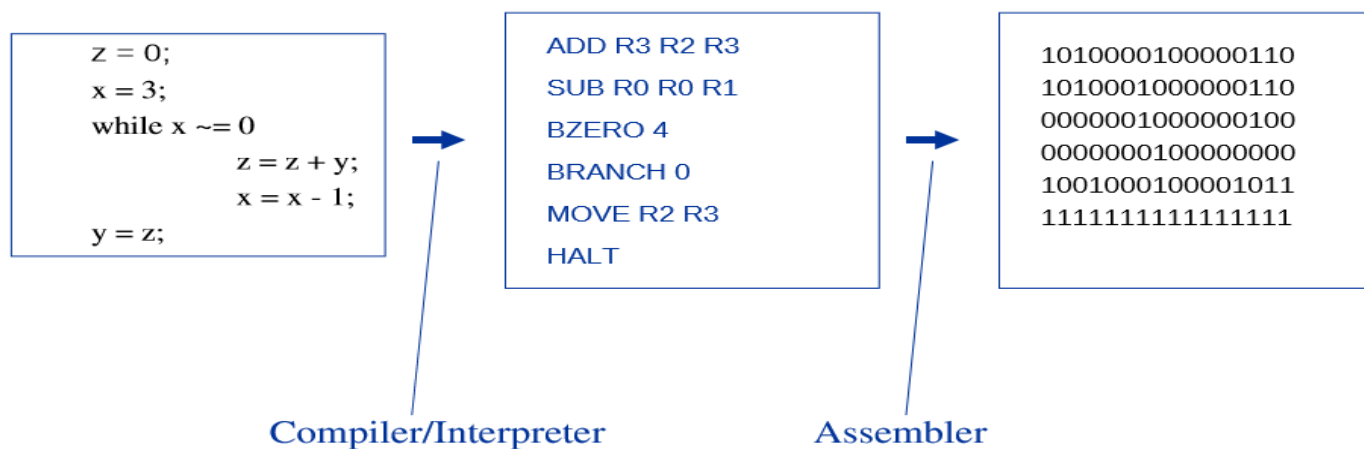 z = 0;
x = 3;
while x ~= 0
z = z + y;
x = x - 1;
y = z;
ADD R3 R2 R3
SUB R0 R0 R1
BZERO 4
BRANCH 0
MOVE R2 R3
HALT
1010000100000110
1010001000000110
0000001000000100
0000000100000000
1001000100001011
1111111111111111
Compiler/Interpreter
Assembler